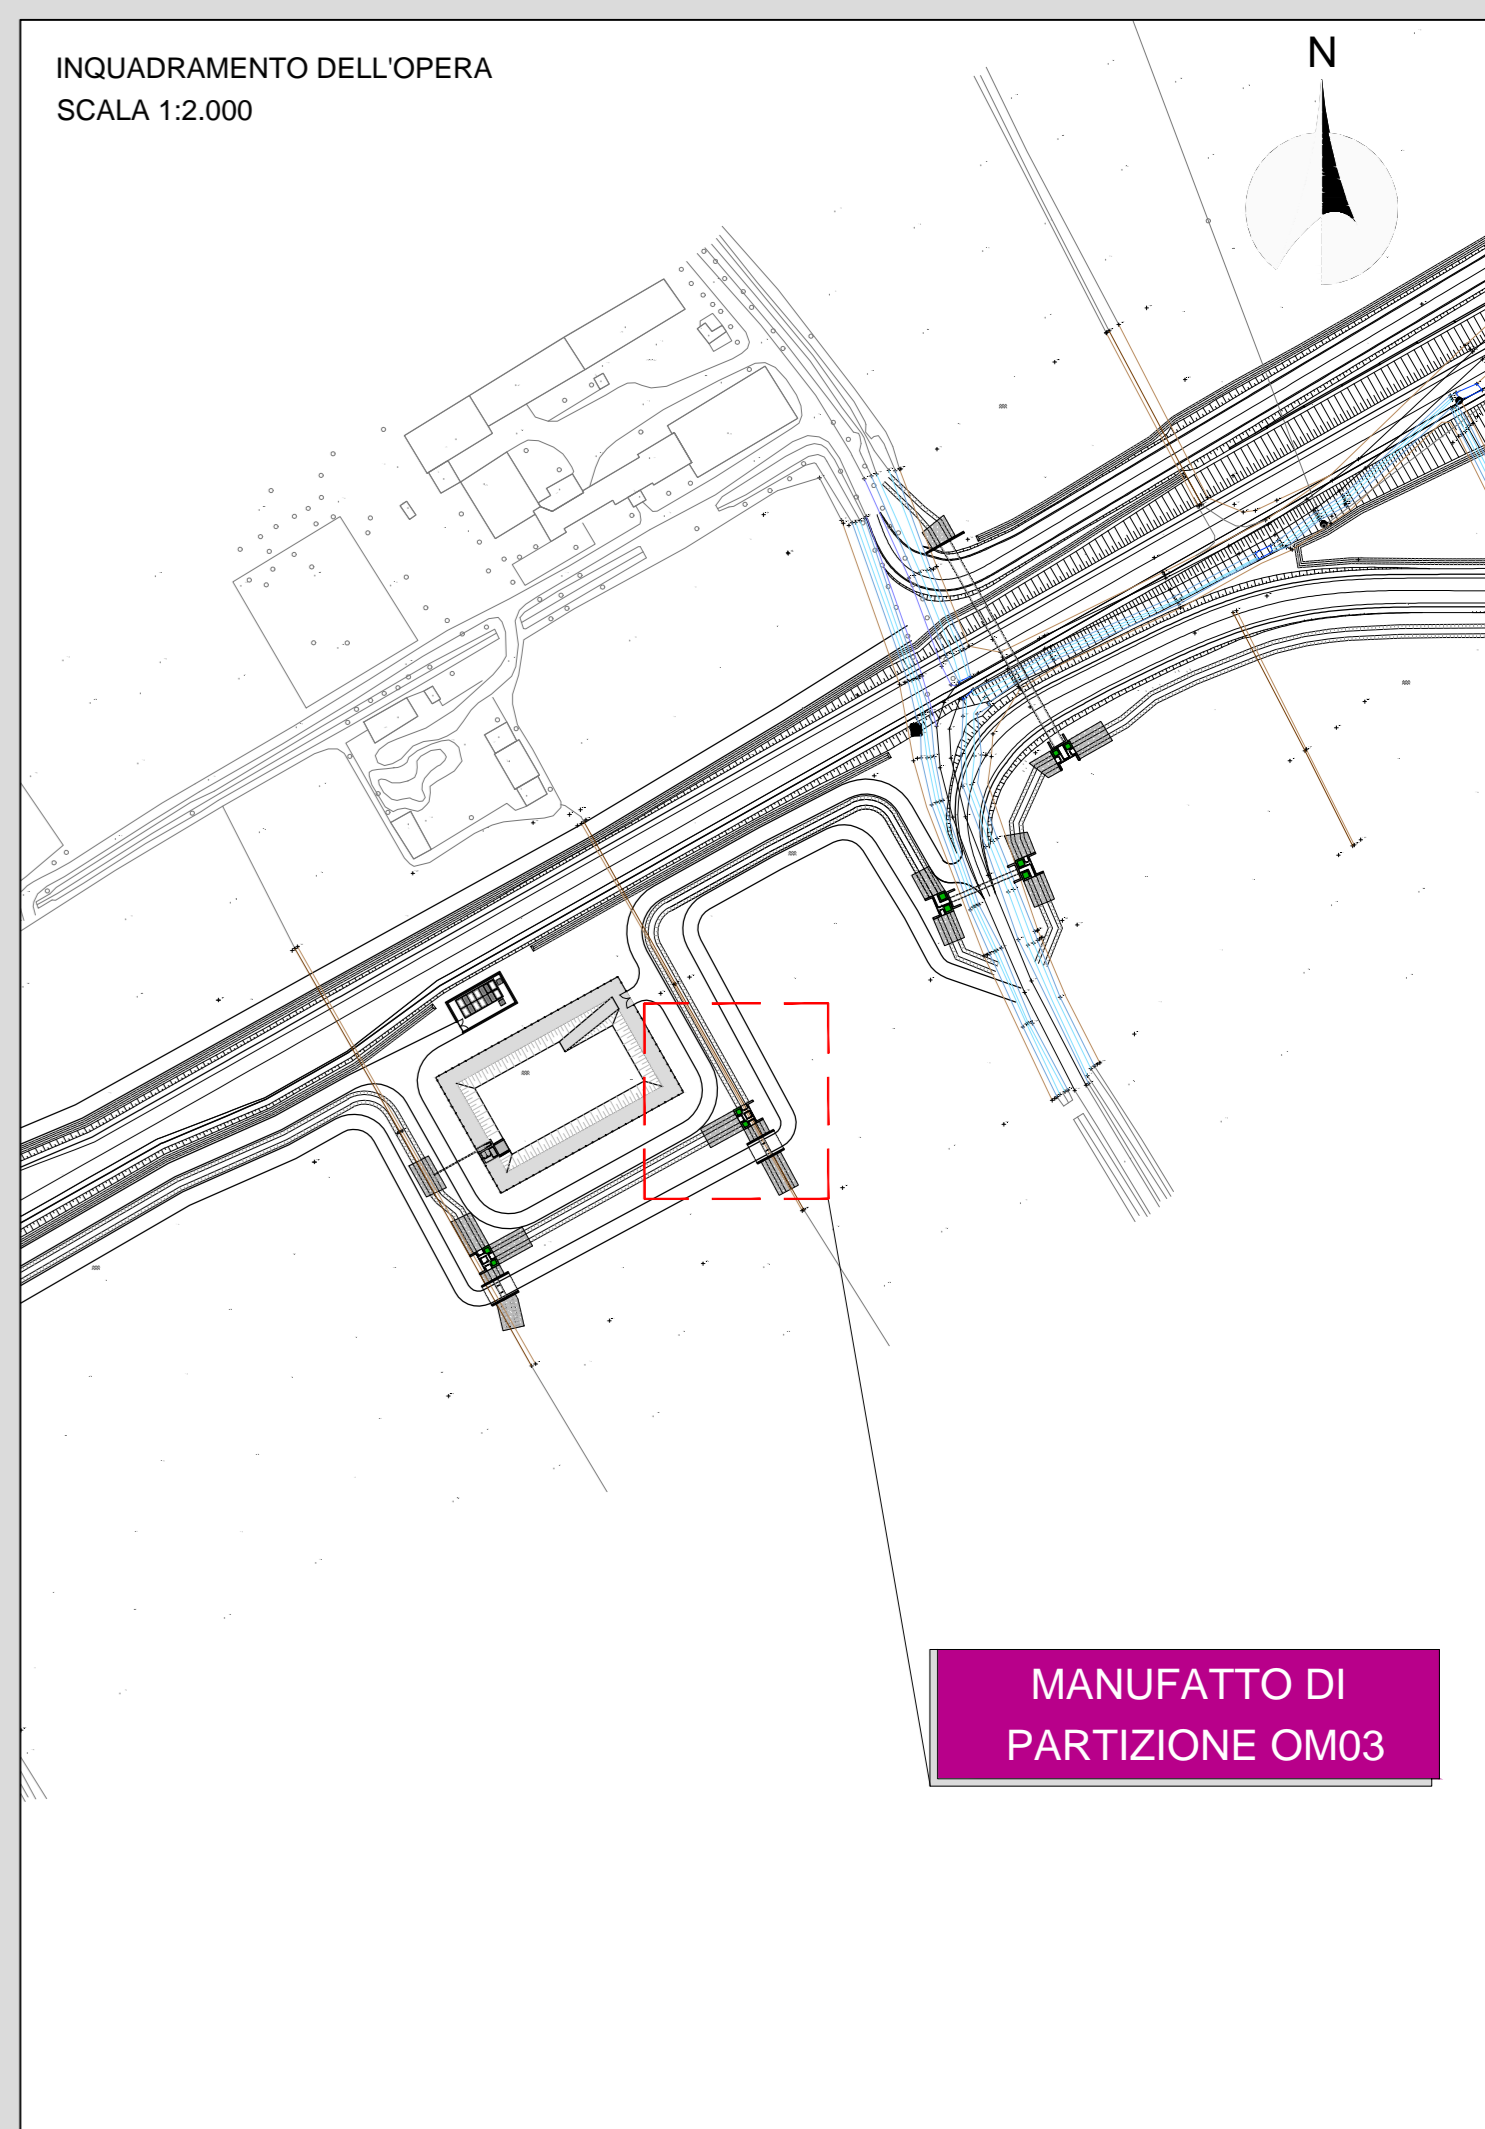 INQUADRAMENTO DELL'OPERA
SCALA 1:2.000
N
MANUFATTO DI
PARTIZIONE OM03